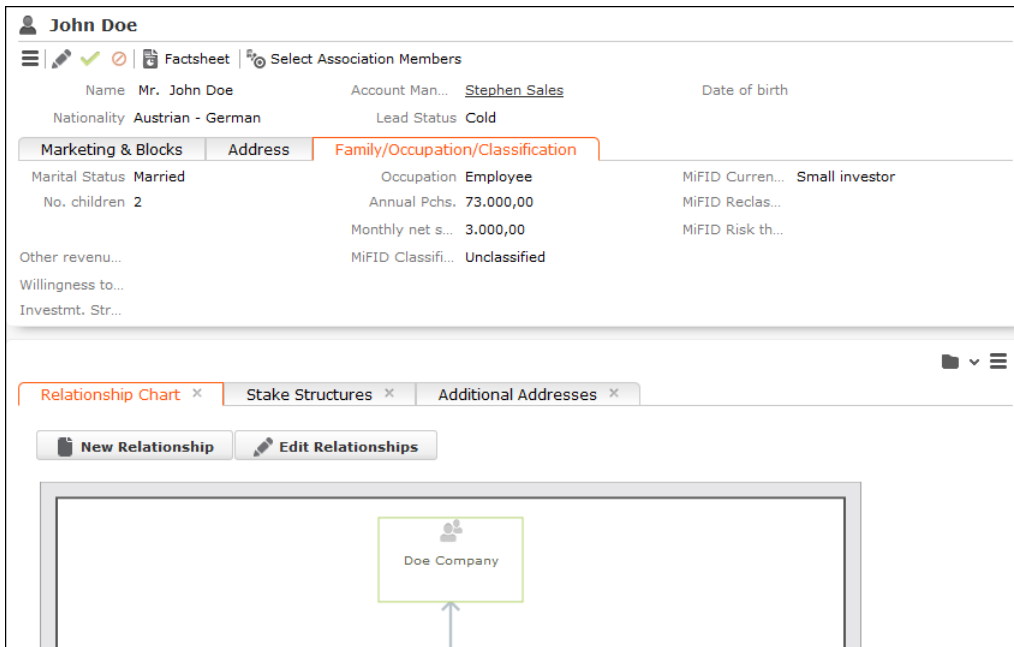 John Doe
Factsheet Select Association Members
Name Mr. John Doe Account Man... Stephen Sales Date of birth
Nationality Austrian - German Lead Status Cold
Marketing & Blocks Address Family/Occupation/Classification
Marital Status Married Occupation Employee MiFID Curren... Small investor
No. children 2 Annual Pchs. 73.000,00 MiFID Reclas...
Monthly net s... 3.000,00 MiFID Risk th...
Other revenu... MiFID Classifi... Unclassified
Willingness to...
Investmt. Str...
Relationship Chart × Stake Structures × Additional Addresses ×
New Relationship Edit Relationships
Doe Company